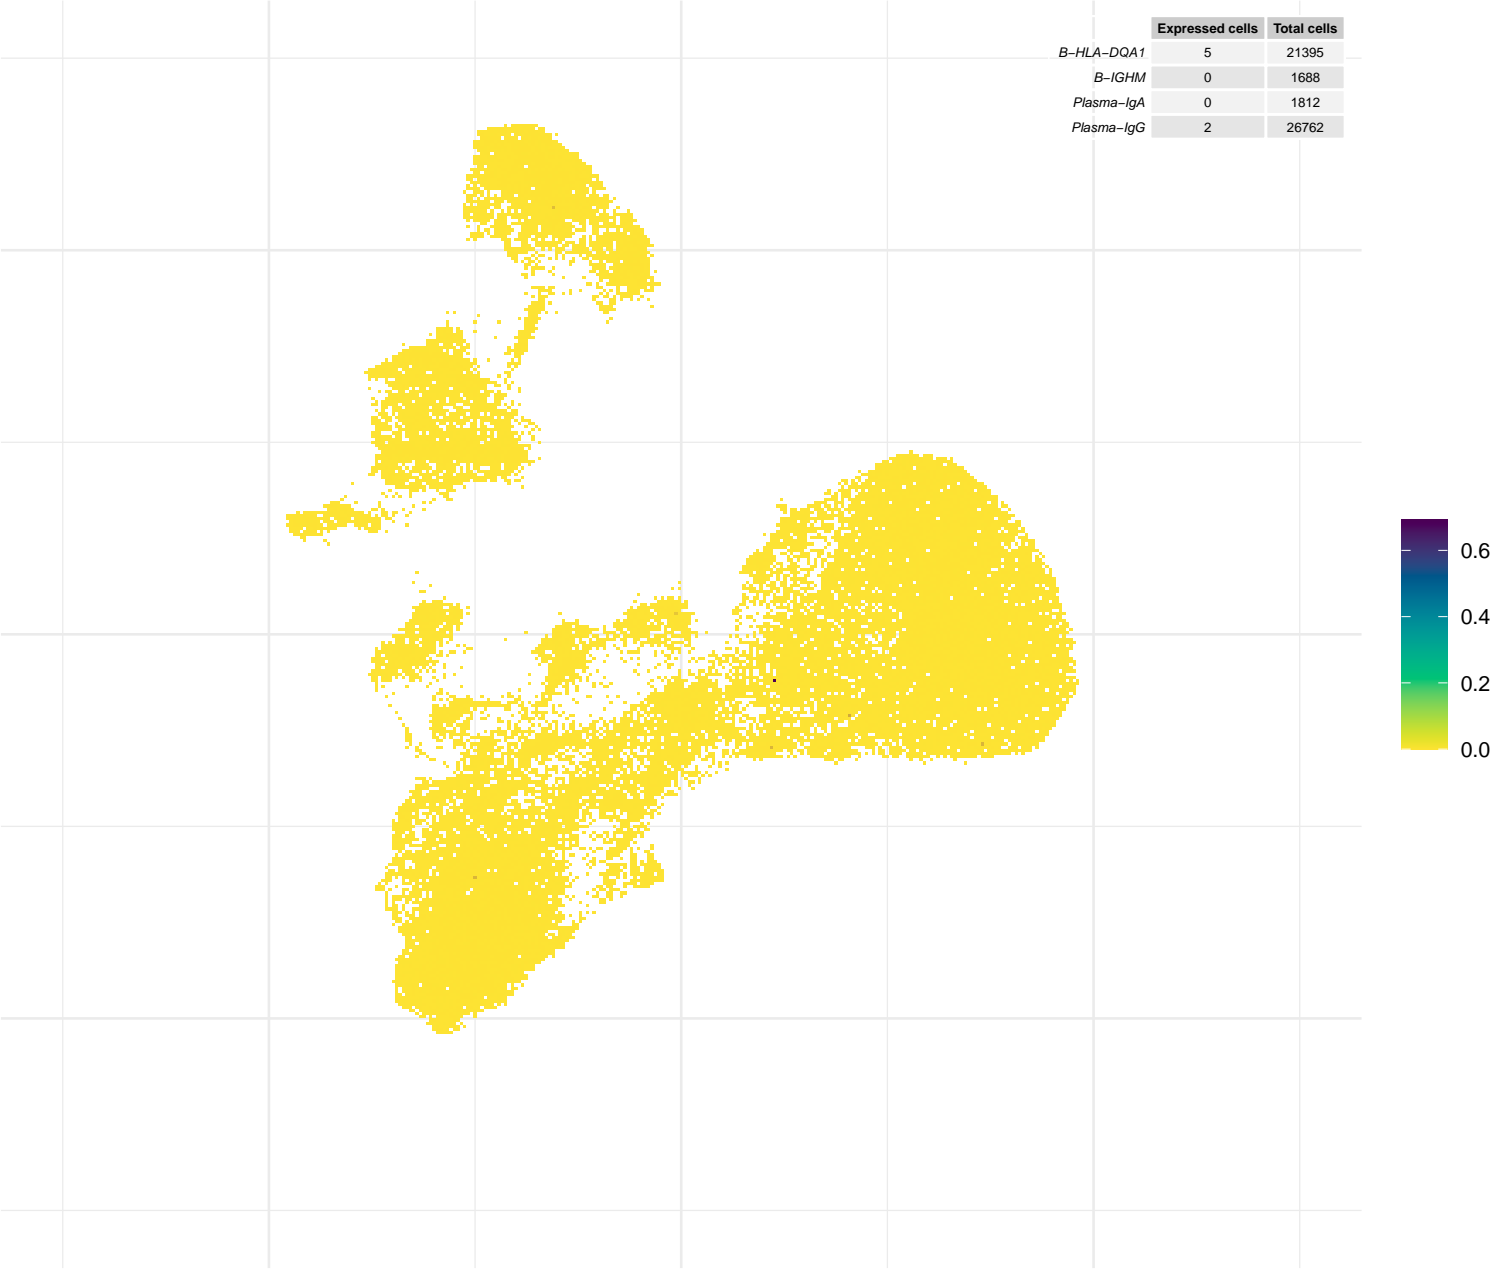 Expressed cells Total cells
B−HLA−DQA1 5 21395
B−IGHM 0 1688
Plasma−IgA 0 1812
Plasma−IgG 2 26762
0.6
0.4
0.2
0.0